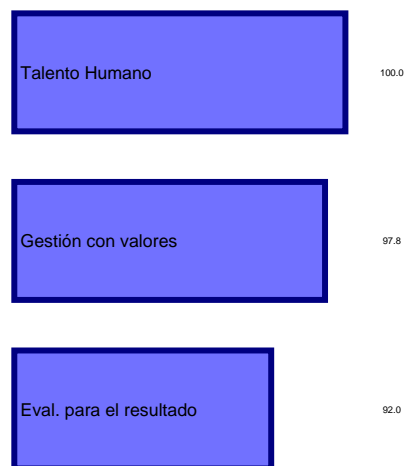 Talento Humano 100.0
Gestión con valores 97.8
Eval. para el resultado 92.0